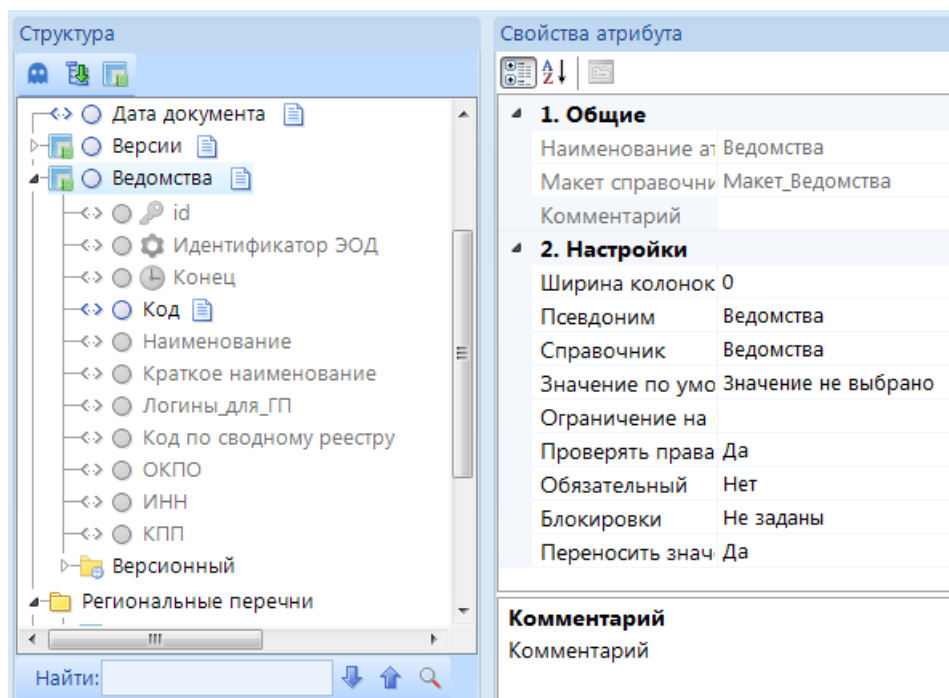 Структура
Дата документа
Версии
Ведомства
id
Идентификатор ЭОД
Конец
Код
Наименование
Краткое наименование
Логины_для_ГП
Код по сводному реестру
ОКПО
ИНН
КПП
Версионный
Региональные перечни
Найти:
Свойства атрибута
1. Общие
Наименование ат Ведомства
Макет справочни Макет_Ведомства
Комментарий
2. Настройки
Ширина колонок 0
Псевдоним Ведомства
Справочник Ведомства
Значение по умо Значение не выбрано
Ограничение на
Проверять права Да
Обязательный Нет
Блокировки Не заданы
Переносить знач Да
Комментарий
Комментарий